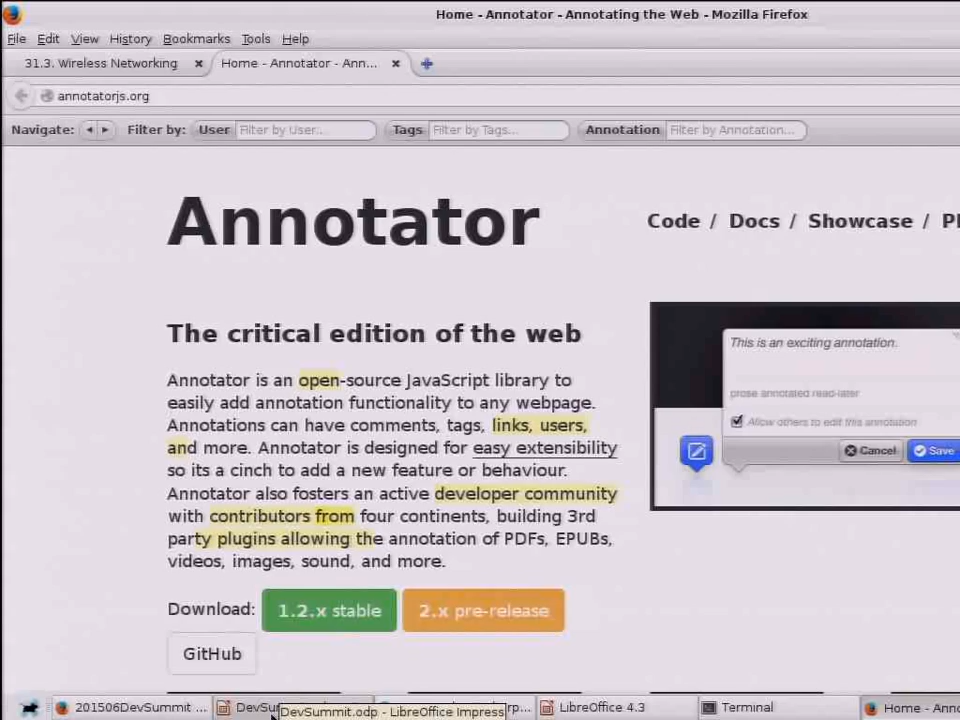 Home - Annotator - Annotating the Web - Mozilla Firefox
File Edit View History Bookmarks Tools Help
31.3. Wireless Networking
Home - Annotator - Ann...
annotatorjs.org
Navigate: Filter by: User Filter by User... Tags Filter by Tags... Annotation Filter by Annotation...
Annotator
Code / Docs / Showcase /
The critical edition of the web
Annotator is an open-source JavaScript library to
easily add annotation functionality to any webpage.
Annotations can have comments, tags, links, users,
and more. Annotator is designed for easy extensibility
so its a cinch to add a new feature or behaviour.
Annotator also fosters an active developer community
with contributors from four continents, building 3rd
party plugins allowing the annotation of PDFs, EPUBs,
videos, images, sound, and more.
This is an exciting annotation.
prose annotated read-later
Allow others to edit this annotation
Cancel Save
Download: 1.2.x stable 2.x pre-release
GitHub
201506DevSummit ...
DevSummit.odp - LibreOffice Impress
LibreOffice 4.3
Terminal
Home - Ann